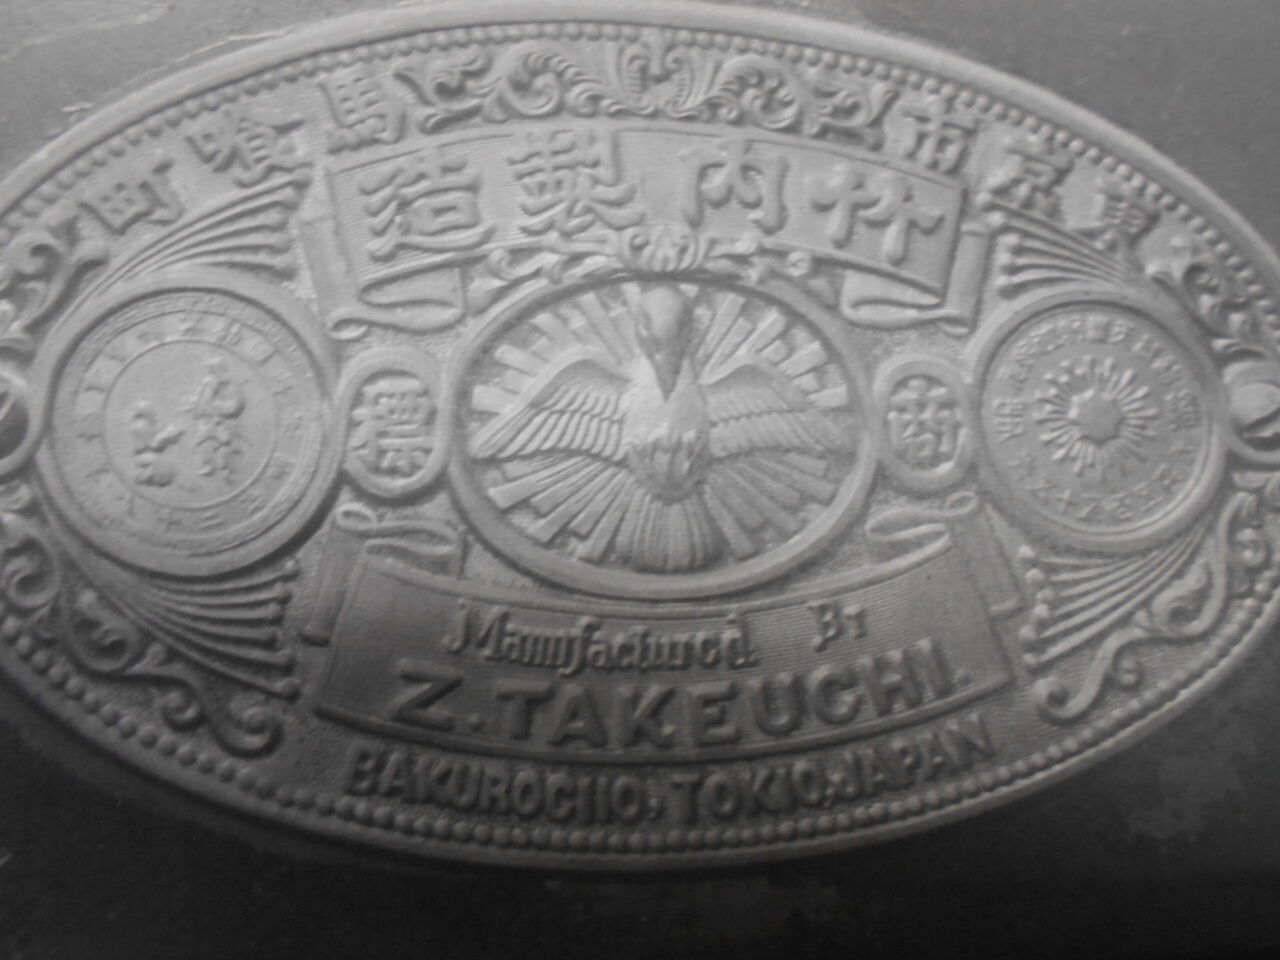 東京市馬喰町
竹内製造
商標
Manufactured By
Z. TAKEUCHI.
BAKUROCHO, TOKIO, JAPAN